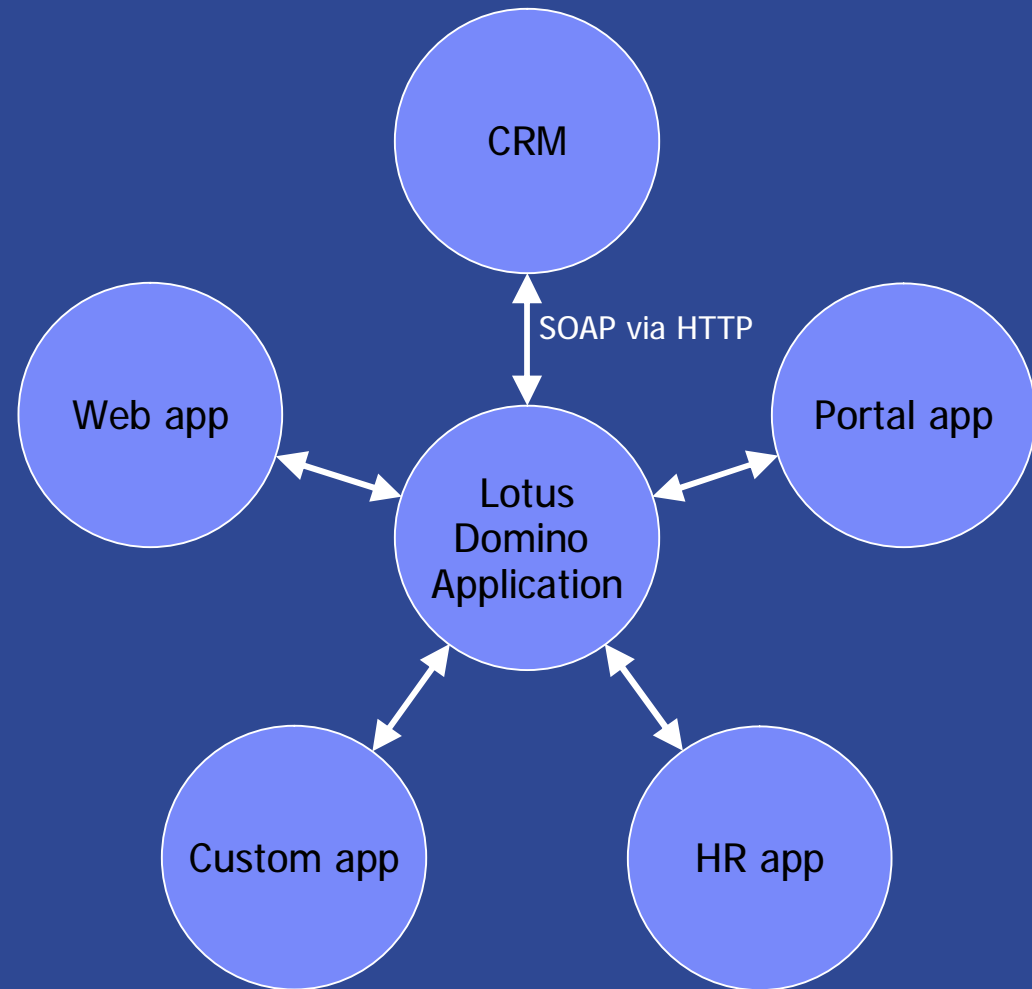 CRM
SOAP via HTTP
Web app
Portal app
Lotus
Domino
Application
Custom app
HR app